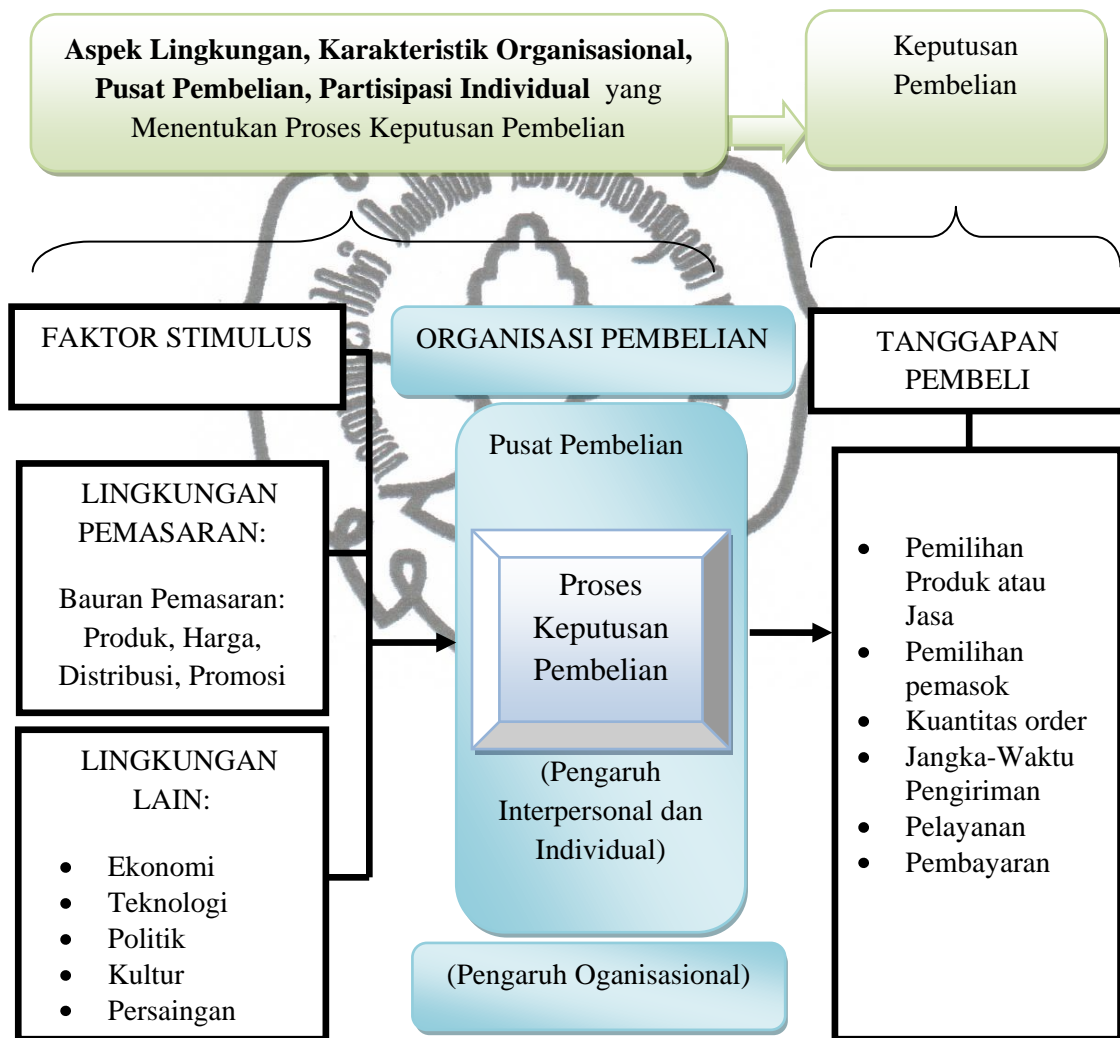 Aspek Lingkungan, Karakteristik Organisasional,
Pusat Pembelian, Partisipasi Individual yang
Menentukan Proses Keputusan Pembelian
Keputusan
Pembelian
FAKTOR STIMULUS
ORGANISASI PEMBELIAN
TANGGAPAN
PEMBELI
LINGKUNGAN
PEMASARAN:
Bauran Pemasaran:
Produk, Harga,
Distribusi, Promosi
LINGKUNGAN
LAIN:
• Ekonomi
• Teknologi
• Politik
• Kultur
• Persaingan
Pusat Pembelian
Proses
Keputusan
Pembelian
(Pengaruh
Interpersonal dan
Individual)
(Pengaruh Oganisasional)
• Pemilihan
Produk atau
Jasa
• Pemilihan
pemasok
• Kuantitas order
• Jangka-Waktu
Pengiriman
• Pelayanan
• Pembayaran